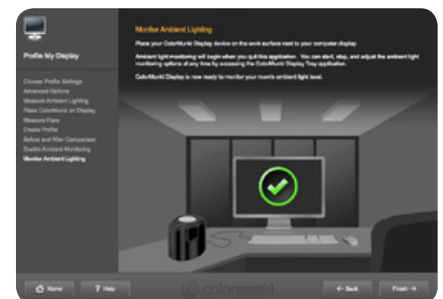 Profile My Display
Choose Profile Settings
Advanced Options
Measure Ambient Lighting
Place ColorMunki on Display
Measure Flare
Create Profile
Before and After Comparison
Enable Ambient Monitoring
Monitor Ambient Lighting
Monitor Ambient Lighting
Place your ColorMunki Display device on the work surface next to your computer display.
Ambient light monitoring will begin when you quit this application. You can start, stop, and adjust the ambient light
monitoring options at any time by accessing the ColorMunki Display Tray application.
ColorMunki Display is now ready to monitor your room's ambient light level.
Home
? Help
colormunki
← Back
Finish →